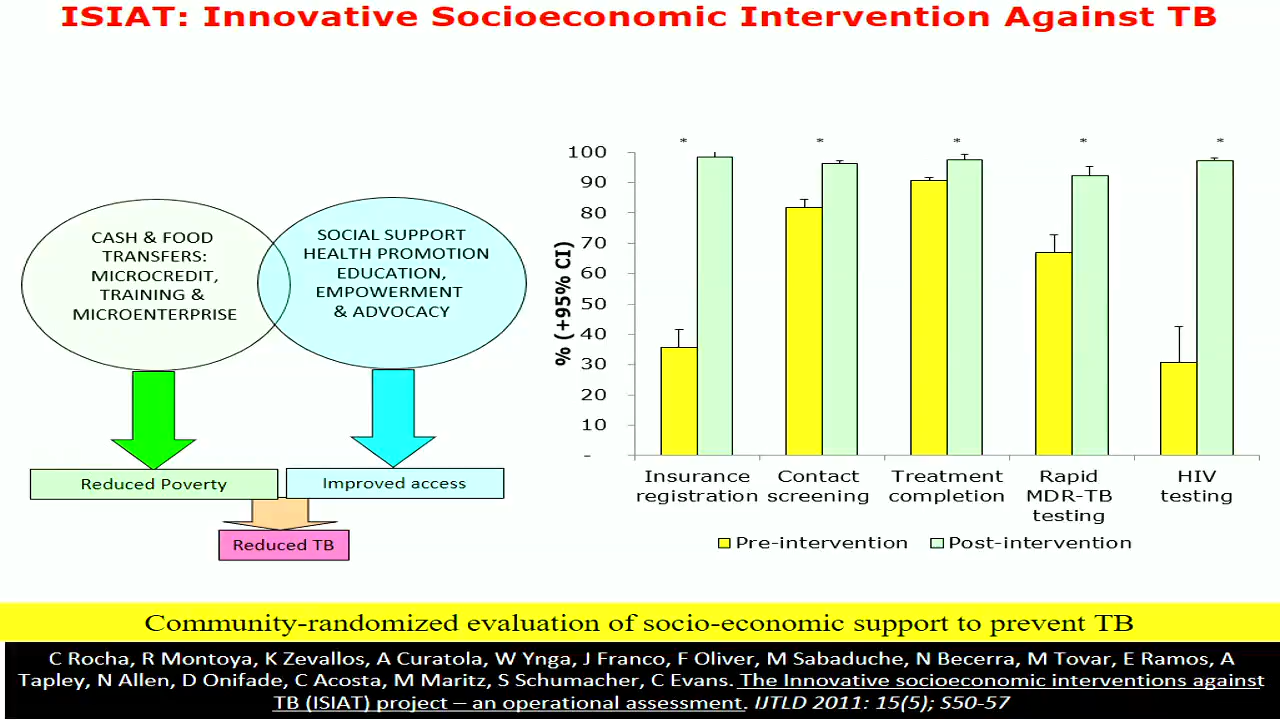 ISIAT: Innovative Socioeconomic Intervention Against TB
CASH & FOOD
TRANSFERS:
MICROCREDIT,
TRAINING &
MICROENTERPRISE
SOCIAL SUPPORT
HEALTH PROMOTION
EDUCATION,
EMPOWERMENT
& ADVOCACY
Reduced Poverty
Improved access
Reduced TB
% (+95% CI)
100
90
80
70
60
50
40
30
20
10
-
* * * * *
Insurance
registration
Contact
screening
Treatment
completion
Rapid
MDR-TB
testing
HIV
testing
Pre-intervention
Post-intervention
Community-randomized evaluation of socio-economic support to prevent TB
C Rocha, R Montoya, K Zevallos, A Curatola, W Ynga, J Franco, F Oliver, M Sabaduche, N Becerra, M Tovar, E Ramos, A
Tapley, N Allen, D Onifade, C Acosta, M Maritz, S Schumacher, C Evans. The Innovative socioeconomic interventions against
TB (ISIAT) project – an operational assessment. IJTLD 2011: 15(5); S50-57